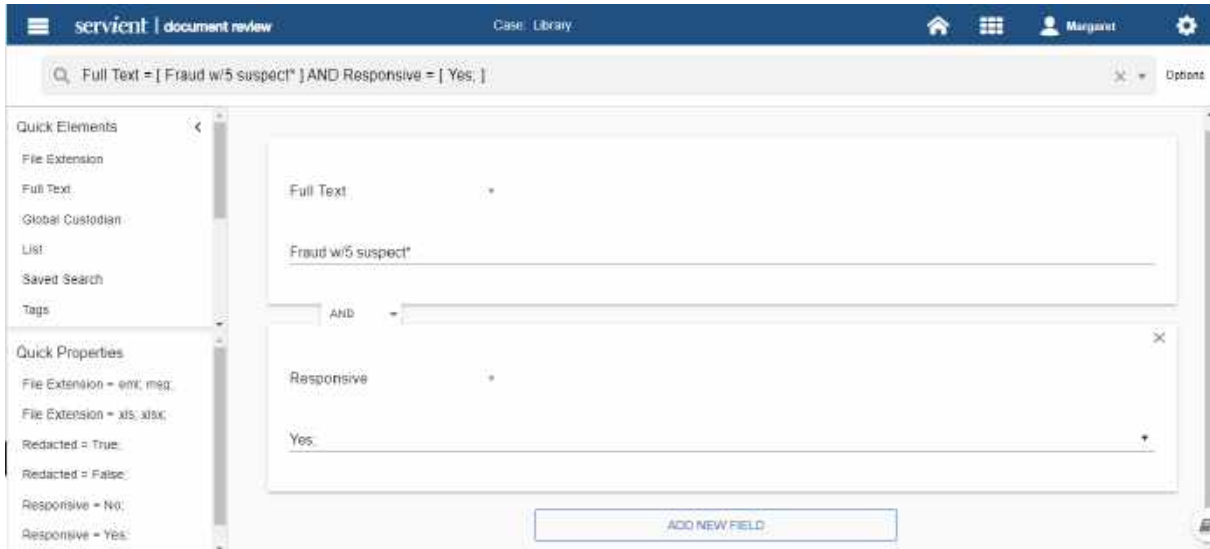 servient | document review
Case: Library
Margaret
Full Text = [ Fraud w/5 suspect* ] AND Responsive = [ Yes; ]
Options
Quick Elements
File Extension
Full Text
Global Custodian
List
Saved Search
Tags
Quick Properties
File Extension = eml; msg;
File Extension = xls; xlsx;
Redacted = True;
Redacted = False;
Responsive = No;
Responsive = Yes;
Full Text
Fraud w/5 suspect*
AND
Responsive
Yes;
ADD NEW FIELD